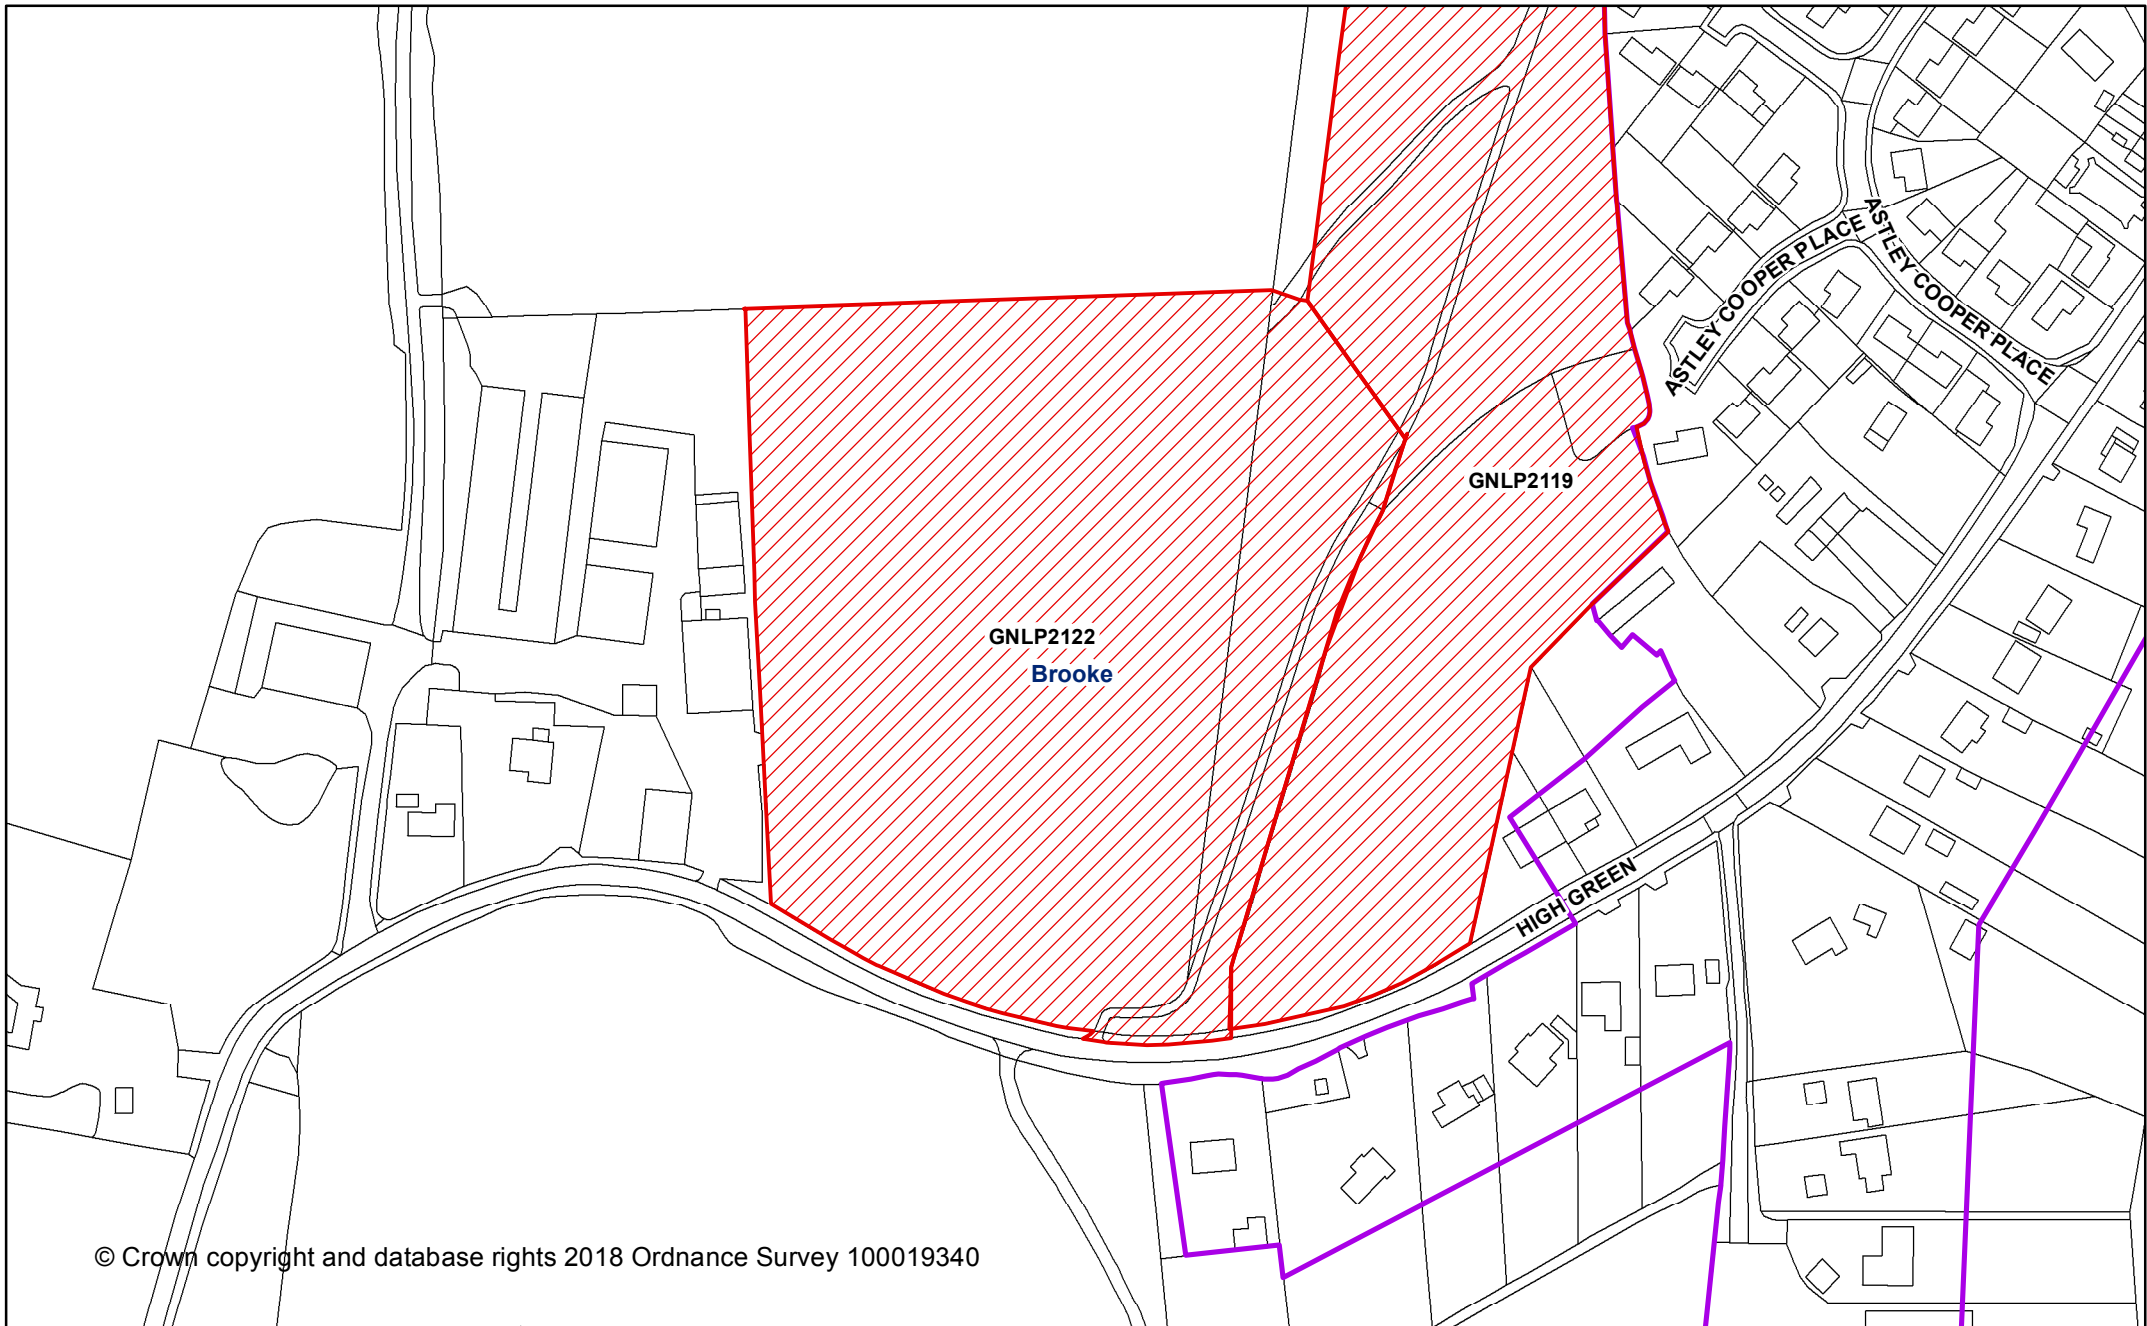 ASTLEY COOPER PLACE
ASTLEY COOPER PLACE
GNLP2119
GNLP2122
Brooke
HIGH GREEN
© Crown copyright and database rights 2018 Ordnance Survey 100019340